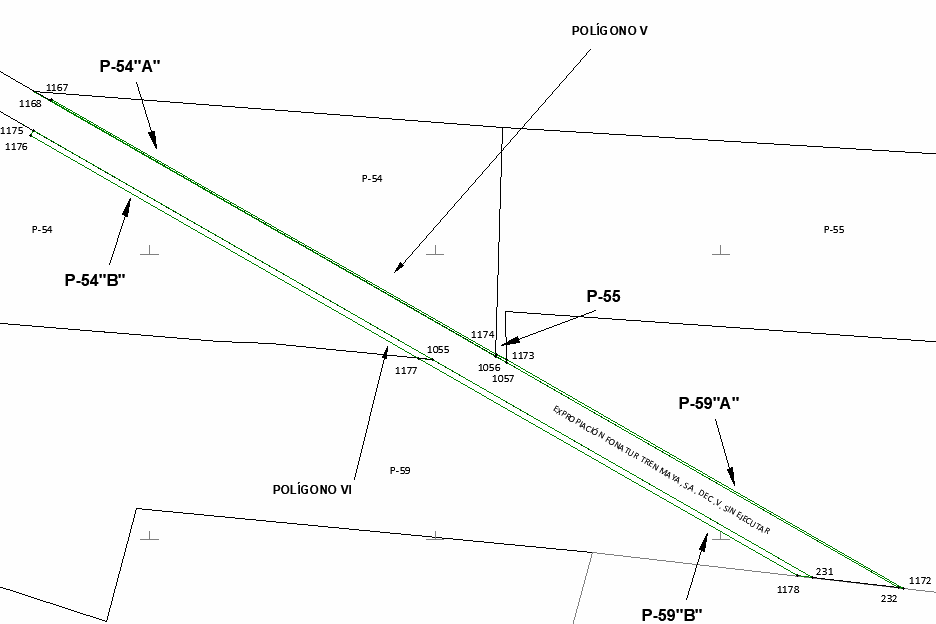 POLÍGONO V
P-54"A"
1167
1168
1175
1176
P-54
P-54
P-55
P-54"B"
P-55
1174
1173
1056
1057
1055
1177
P-59"A"
EXPROPIACIÓN FONATUR TREN MAYA, S.A. DEC,V, SIN EJECUTAR
P-59
POLÍGONO VI
231
1178
1172
232
P-59"B"